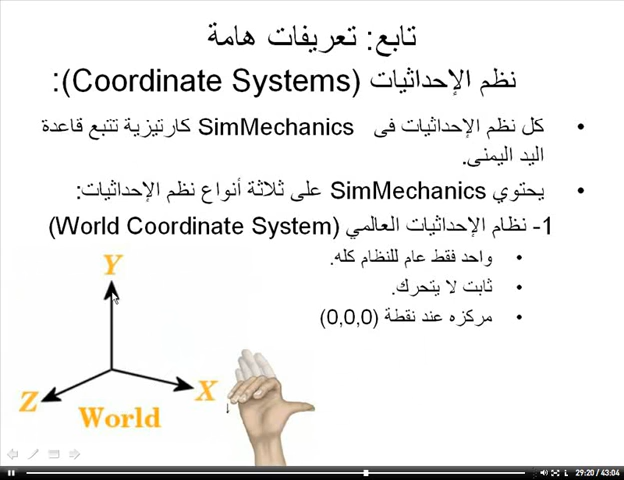 تابع: تعريفات هامة
نظم الإحداثيات (Coordinate Systems):
• كل نظم الإحداثيات فى SimMechanics كارتيزية تتبع قاعدة
اليد اليمنى.
• يحتوي SimMechanics على ثلاثة أنواع نظم الإحداثيات:
1- نظام الإحداثيات العالمي (World Coordinate System)
• واحد فقط عام للنظام كله.
• ثابت لا يتحرك.
• مركزه عند نقطة (0,0,0)
Y
X
Z
World
29:20 / 43:04